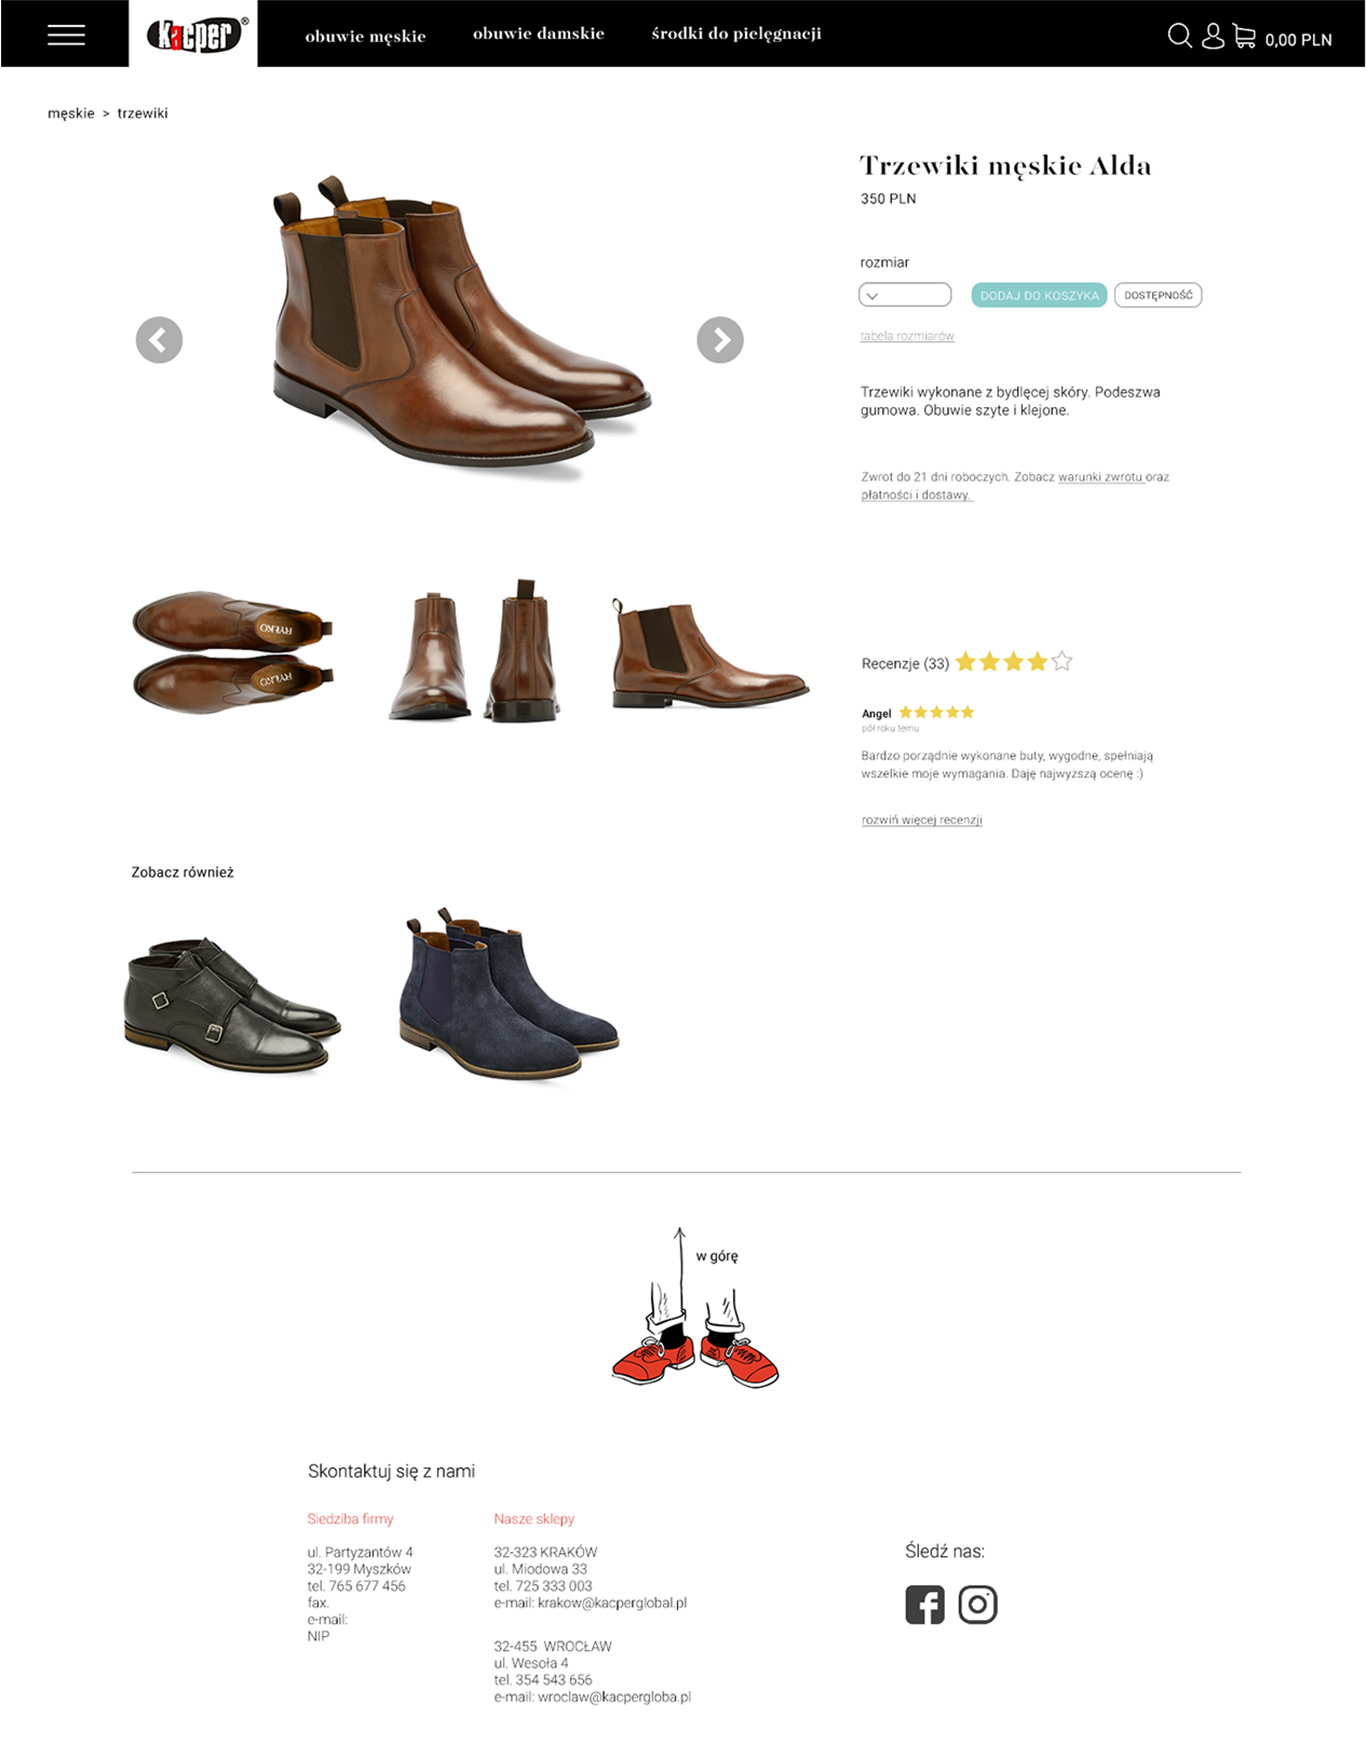 kacper®
obuwie męskie
obuwie damskie
środki do pielęgnacji
0,00 PLN
męskie > trzewiki
Trzewiki męskie Alda
350 PLN
rozmiar
DODAJ DO KOSZYKA
DOSTĘPNOŚĆ
tabela rozmiarów
Trzewiki wykonane z bydlęcej skóry. Podeszwa
gumowa. Obuwie szyte i klejone.
Zwrot do 21 dni roboczych. Zobacz warunki zwrotu oraz
płatności i dostawy.
RYŁKO
RYŁKO
Recenzje (33)
Angel
pół roku temu
Bardzo porządnie wykonane buty, wygodne, spełniają
wszelkie moje wymagania. Daję najwyższą ocenę :)
rozwiń więcej recenzji
Zobacz również
w górę
Skontaktuj się z nami
Siedziba firmy
ul. Partyzantów 4
32-199 Myszków
tel. 765 677 456
fax.
e-mail:
NIP
Nasze sklepy
32-323 KRAKÓW
ul. Miodowa 33
tel. 725 333 003
e-mail: krakow@kacperglobal.pl
32-455 WROCŁAW
ul. Wesoła 4
tel. 354 543 656
e-mail: wroclaw@kacpergloba.pl
Śledź nas: